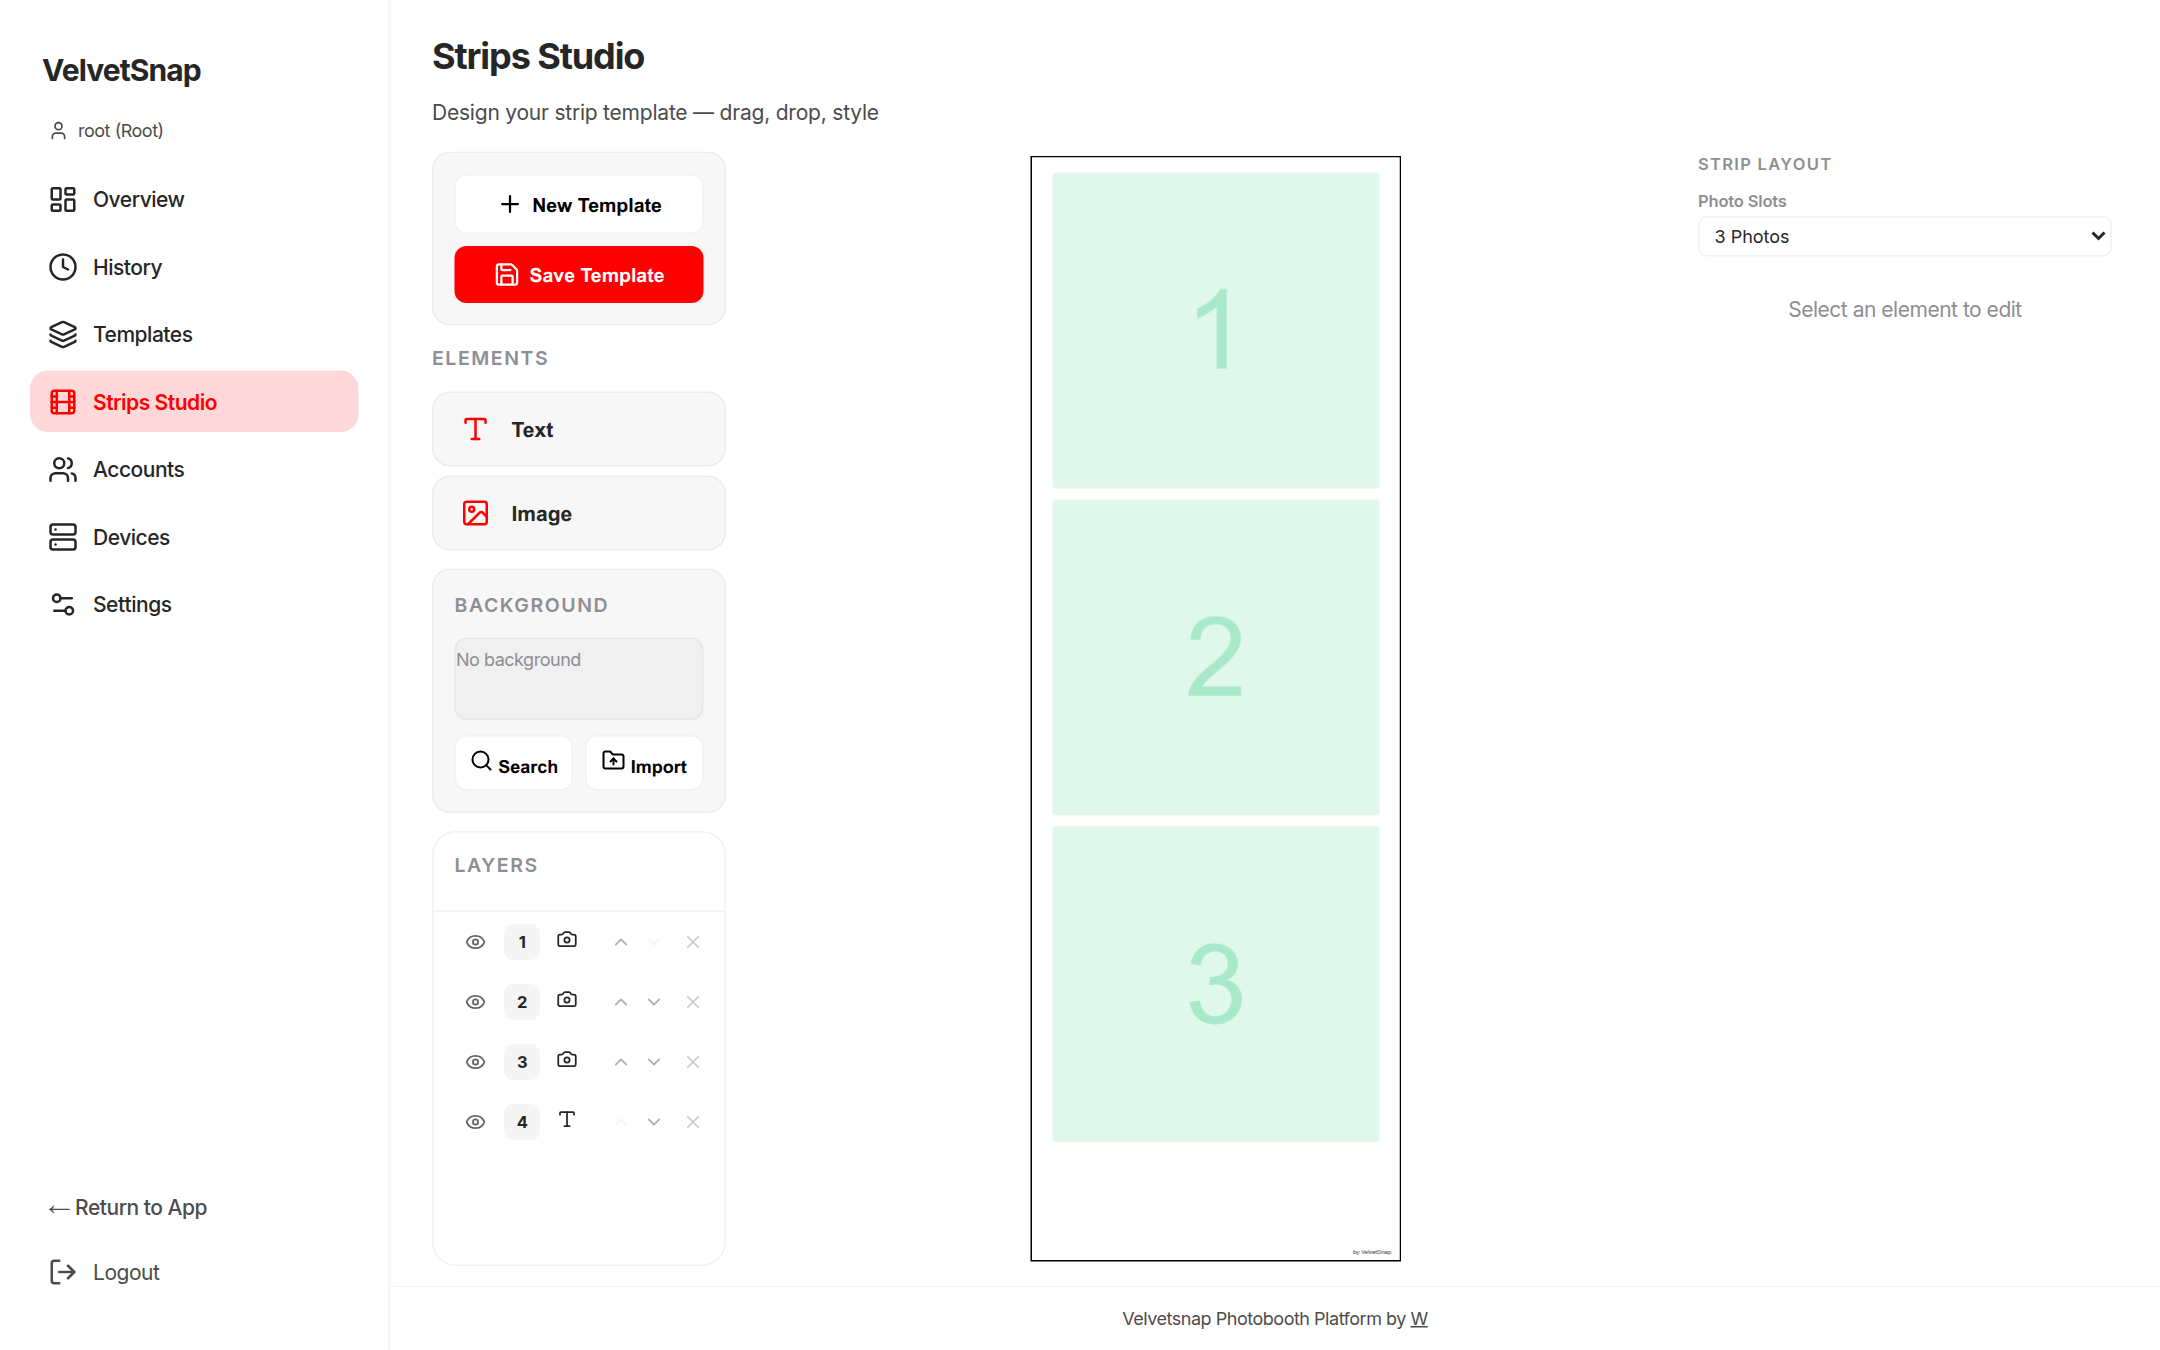 VelvetSnap
root (Root)
Overview
History
Templates
Strips Studio
Accounts
Devices
Settings
← Return to App
Logout
Strips Studio
Design your strip template — drag, drop, style
New Template
Save Template
ELEMENTS
Text
Image
BACKGROUND
No background
Search
Import
LAYERS
1
2
3
4
1
2
3
by VelvetSnap
STRIP LAYOUT
Photo Slots
3 Photos
Select an element to edit
Velvetsnap Photobooth Platform by W